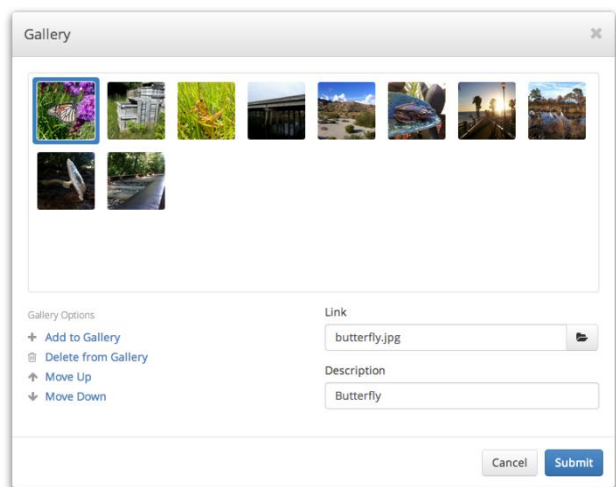 Gallery
Gallery Options
Add to Gallery
Delete from Gallery
Move Up
Move Down
Link
butterfly.jpg
Description
Butterfly
Cancel
Submit